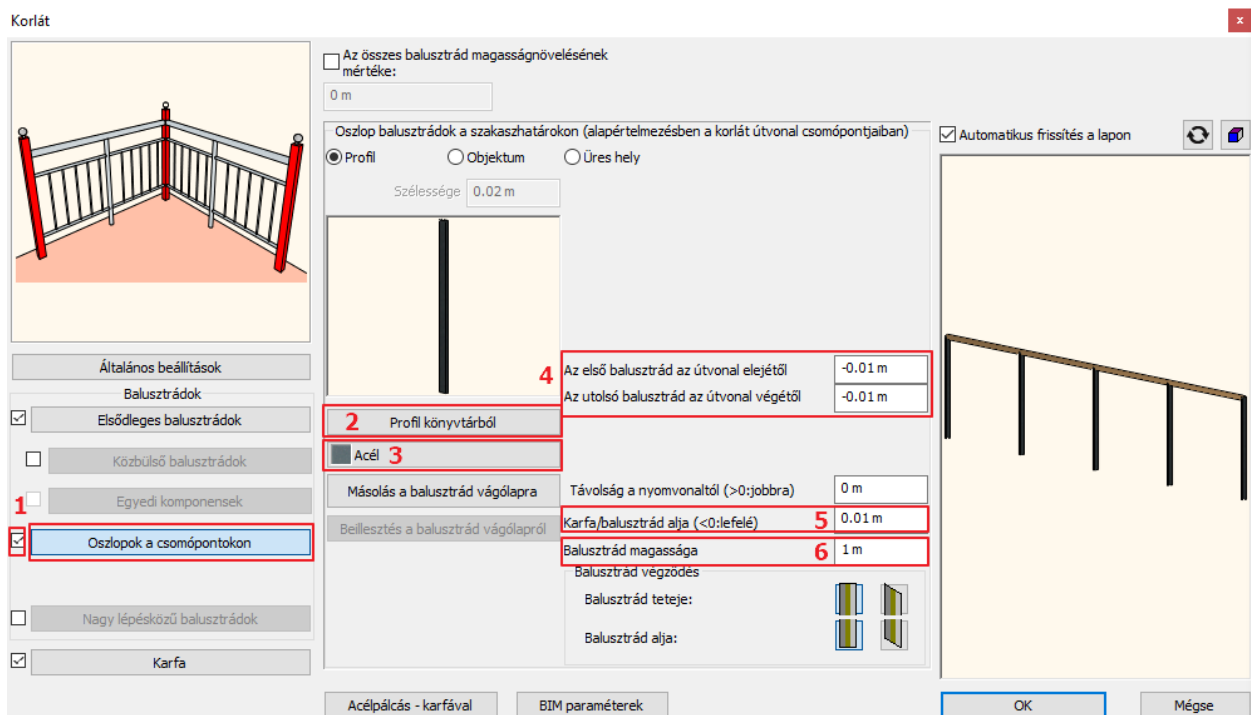 Korlát
x
Az összes balusztrád magasságnövelésének
mértéke:
0 m
Oszlop balusztrádok a szakaszhatárokon (alapértelmezésben a korlát útvonal csomópontjaiban)
Profil
Objektum
Üres hely
Szélessége 0.02 m
Automatikus frissítés a lapon
Általános beállítások
Balusztrádok
Elsődleges balusztrádok
Közbülső balusztrádok
1
Egyedi komponensek
Oszlopok a csomópontokon
Nagy lépésközű balusztrádok
Karfa
4
Az első balusztrád az útvonal elejétől -0.01 m
Az utolsó balusztrád az útvonal végétől -0.01 m
2 Profil könyvtárból
Acél 3
Másolás a balusztrád vágólapra
Beillesztés a balusztrád vágólapról
Távolság a nyomvonaltól (>0:jobbra) 0 m
Karfa/balusztrád alja (<0:lefelé) 5 0.01 m
Balusztrád magassága 6 1 m
Balusztrád végződés
Balusztrád teteje:
Balusztrád alja:
Acélpálcás - karfával
BIM paraméterek
OK
Mégse